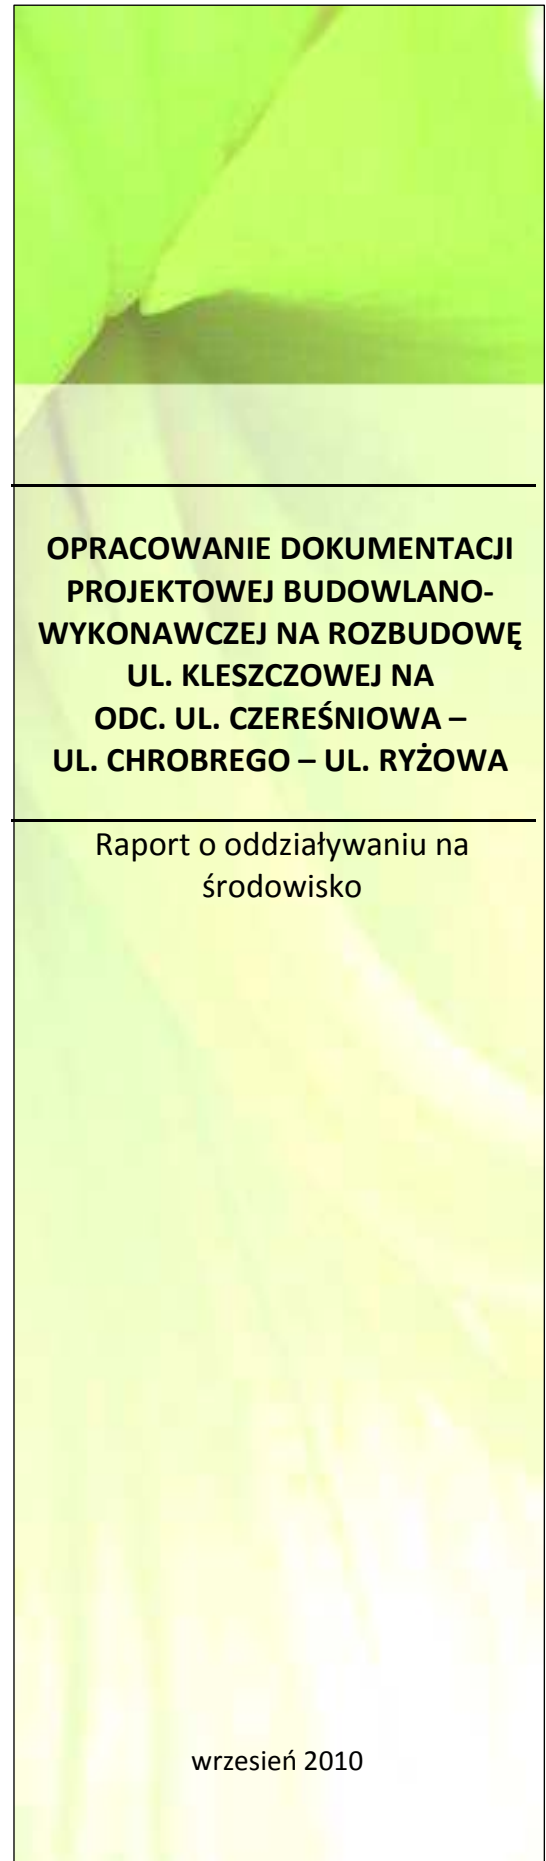 OPRACOWANIE DOKUMENTACJI
PROJEKTOWEJ BUDOWLANO-
WYKONAWCZEJ NA ROZBUDOWĘ
UL. KLESZCZOWEJ NA
ODC. UL. CZEREŚNIOWA –
UL. CHROBREGO – UL. RYŻOWA
Raport o oddziaływaniu na
środowisko
wrzesień 2010